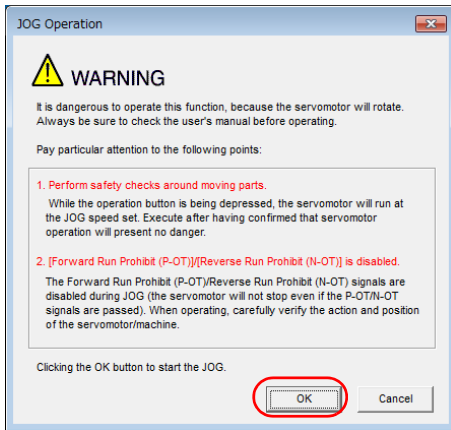 JOG Operation
WARNING
It is dangerous to operate this function, because the servomotor will rotate.
Always be sure to check the user's manual before operating.
Pay particular attention to the following points:
1. Perform safety checks around moving parts.
While the operation button is being depressed, the servomotor will run at
the JOG speed set. Execute after having confirmed that servomotor
operation will present no danger.
2. [Forward Run Prohibit (P-OT)]/[Reverse Run Prohibit (N-OT)] is disabled.
The Forward Run Prohibit (P-OT)/Reverse Run Prohibit (N-OT) signals are
disabled during JOG (the servomotor will not stop even if the P-OT/N-OT
signals are passed). When operating, carefully verify the action and position
of the servomotor/machine.
Clicking the OK button to start the JOG.
OK
Cancel